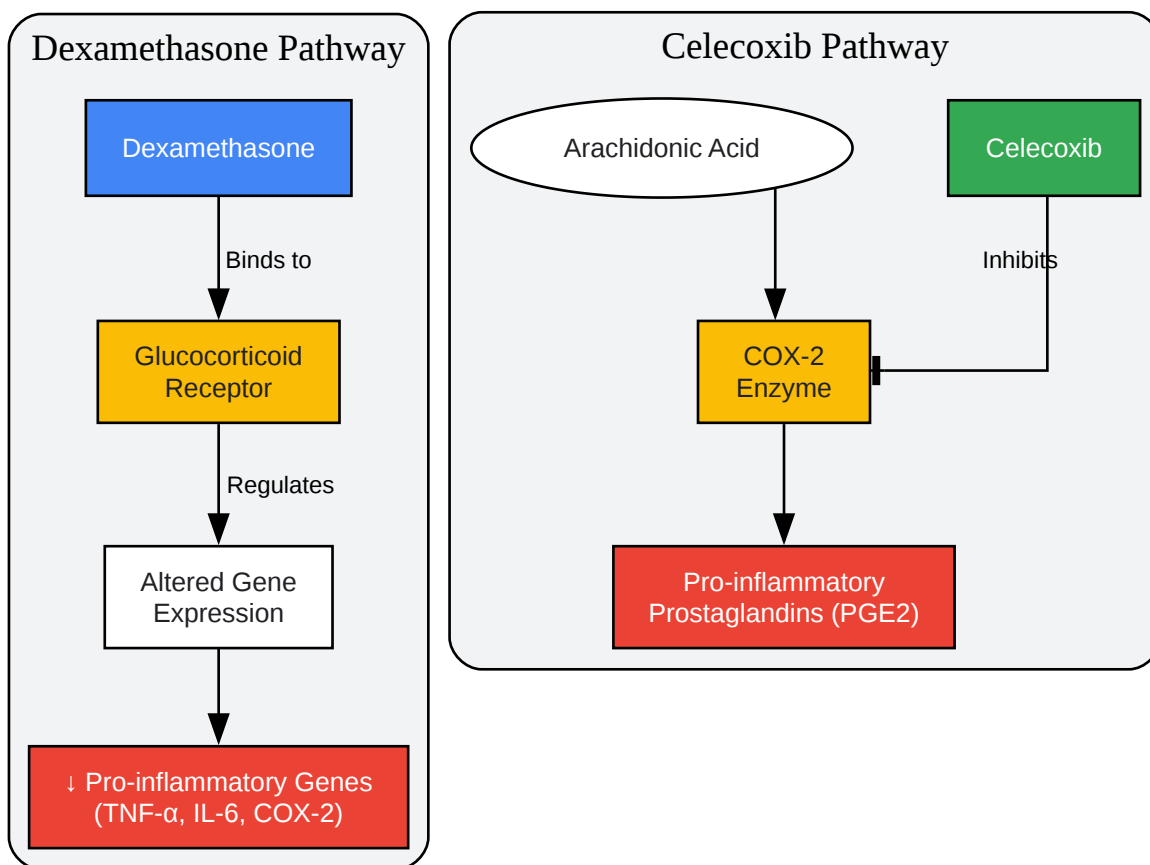 Dexamethasone Pathway
Dexamethasone
Binds to
Glucocorticoid
Receptor
Regulates
Altered Gene
Expression
↓ Pro-inflammatory Genes
(TNF-α, IL-6, COX-2)
Celecoxib Pathway
Arachidonic Acid
Celecoxib
Inhibits
COX-2
Enzyme
Pro-inflammatory
Prostaglandins (PGE2)